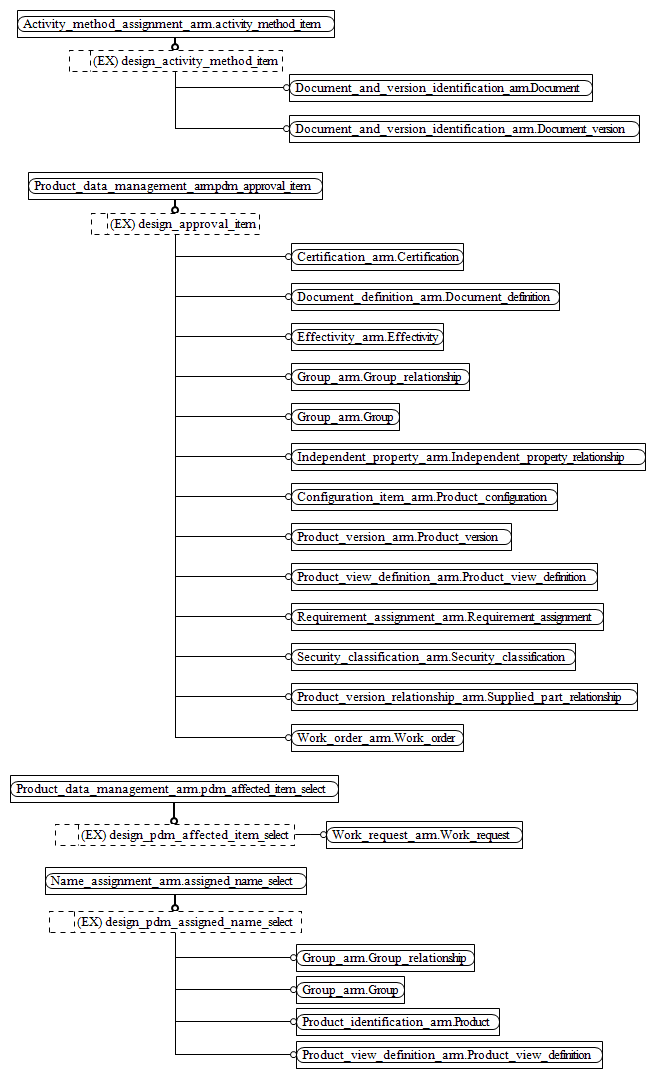 Activity_method_assignment_arm.activity_method_item
(EX) design_activity_method_item
Document_and_version_identification_arm.Document
Document_and_version_identification_arm.Document_version
Product_data_management_arm.pdm_approval_item
(EX) design_approval_item
Certification_arm.Certification
Document_definition_arm.Document_definition
Effectivity_arm.Effectivity
Group_arm.Group_relationship
Group_arm.Group
Independent_property_arm.Independent_property_relationship
Configuration_item_arm.Product_configuration
Product_version_arm.Product_version
Product_view_definition_arm.Product_view_definition
Requirement_assignment_arm.Requirement_assignment
Security_classification_arm.Security_classification
Product_version_relationship_arm.Supplied_part_relationship
Work_order_arm.Work_order
Product_data_management_arm.pdm_affected_item_select
(EX) design_pdm_affected_item_select
Work_request_arm.Work_request
Name_assignment_arm.assigned_name_select
(EX) design_pdm_assigned_name_select
Group_arm.Group_relationship
Group_arm.Group
Product_identification_arm.Product
Product_view_definition_arm.Product_view_definition